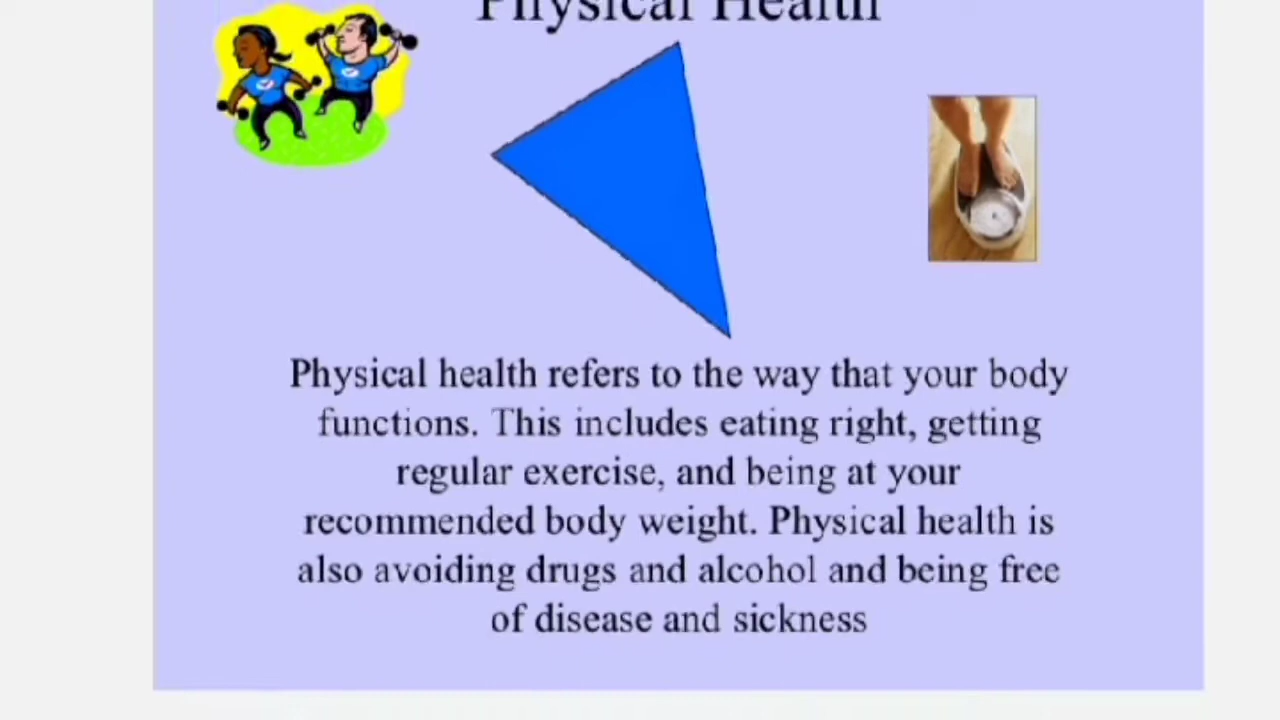 Physical Health
Physical health refers to the way that your body
functions. This includes eating right, getting
regular exercise, and being at your
recommended body weight. Physical health is
also avoiding drugs and alcohol and being free
of disease and sickness